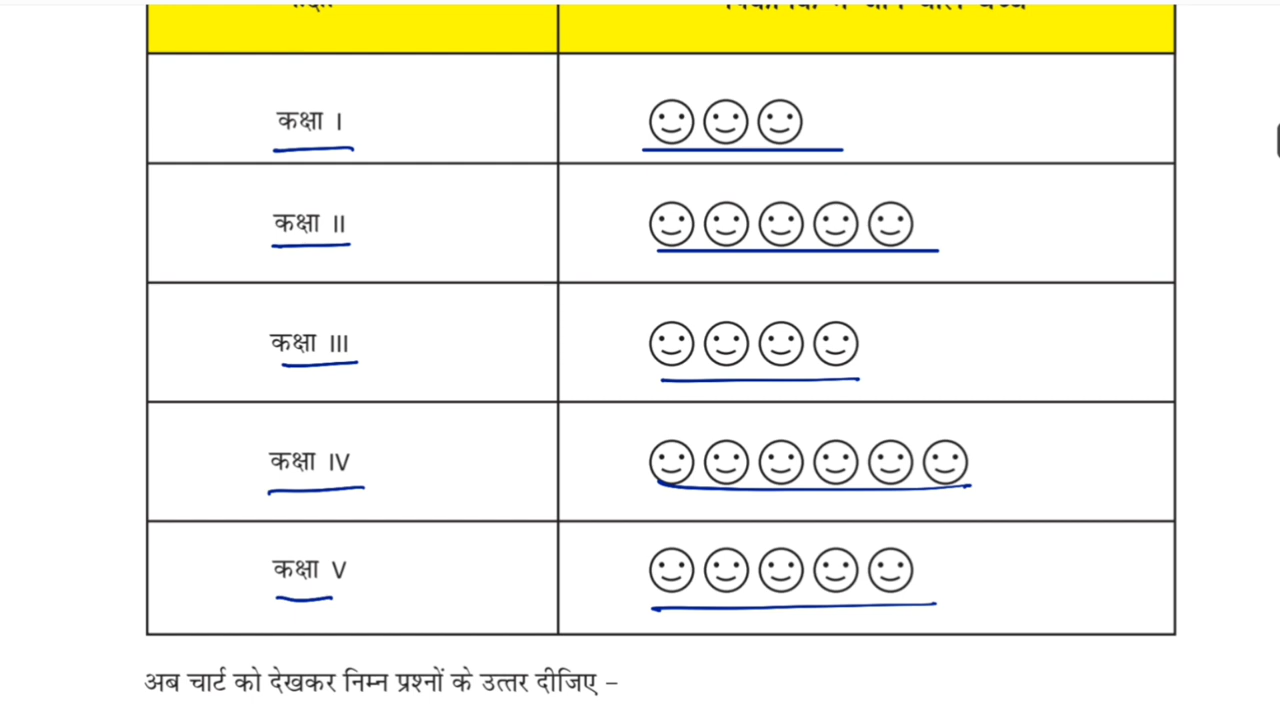 कक्षा I
कक्षा II
कक्षा III
कक्षा IV
कक्षा V
अब चार्ट को देखकर निम्न प्रश्नों के उत्तर दीजिए –